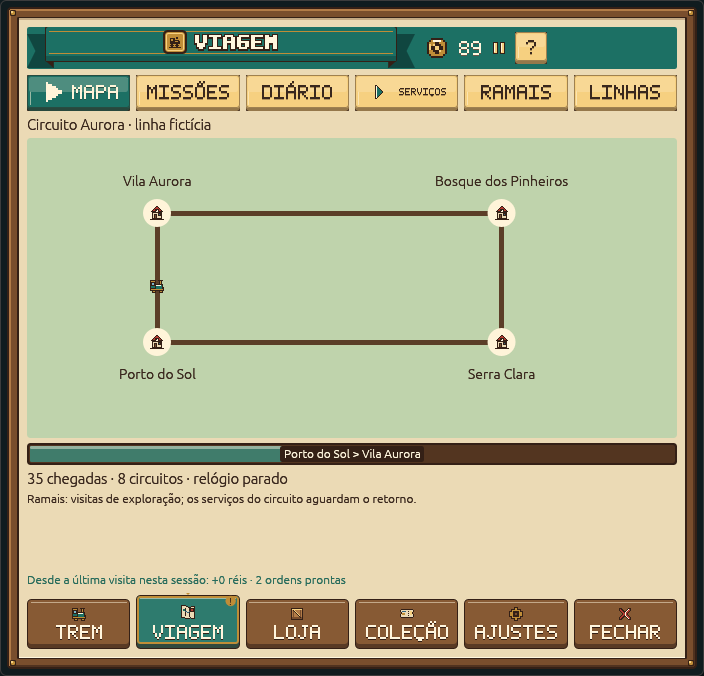 VIAGEM
89
?
MAPA
MISSÕES
DIÁRIO
SERVIÇOS
RAMAIS
LINHAS
Circuito Aurora · linha fictícia
Vila Aurora
Bosque dos Pinheiros
Porto do Sol
Serra Clara
Porto do Sol > Vila Aurora
35 chegadas · 8 circuitos · relógio parado
Ramais: visitas de exploração; os serviços do circuito aguardam o retorno.
Desde a última visita nesta sessão: +0 réis · 2 ordens prontas
!
TREM
VIAGEM
LOJA
COLEÇÃO
AJUSTES
FECHAR